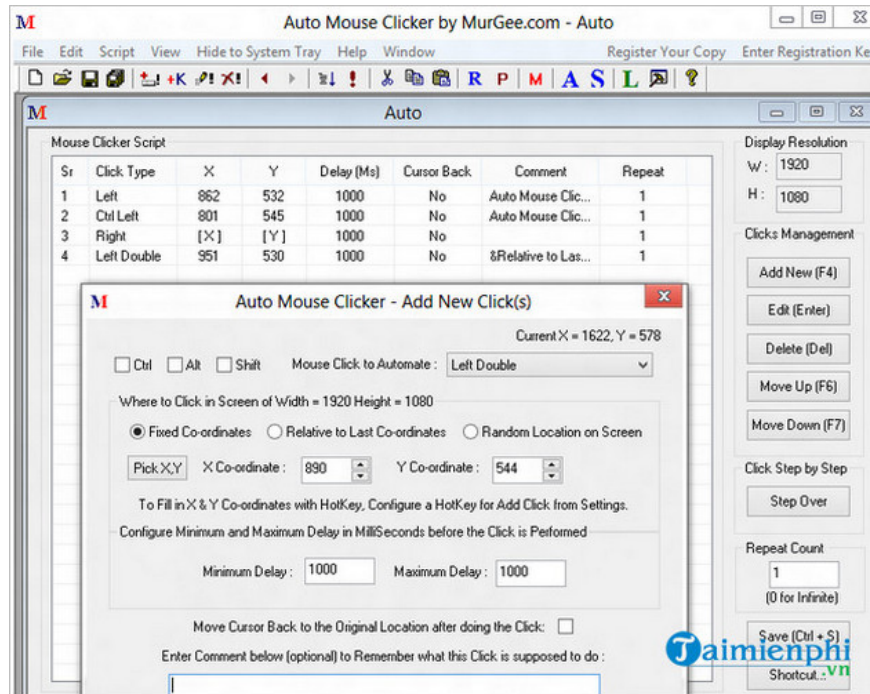 Auto Mouse Clicker by MurGee.com - Auto
File Edit Script View Hide to System Tray Help Window Register Your Copy Enter Registration Ke
+K R P M A S L ?
M Auto
Mouse Clicker Script
Sr Click Type X Y Delay (Ms) Cursor Back Comment Repeat
1 Left 862 532 1000 No Auto Mouse Clic... 1
2 Ctrl Left 801 545 1000 No Auto Mouse Clic... 1
3 Right [X] [Y] 1000 No 1
4 Left Double 951 530 1000 No &Relative to Las... 1
Display Resolution
W : 1920
H : 1080
Clicks Management
Add New (F4)
Edit (Enter)
Delete (Del)
Move Up (F6)
Move Down (F7)
Click Step by Step
Step Over
Repeat Count
1
(0 for Infinite)
Save (Ctrl + S)
Shortcut...
M Auto Mouse Clicker - Add New Click(s)
Current X = 1622, Y = 578
Ctrl Alt Shift Mouse Click to Automate : Left Double
Where to Click in Screen of Width = 1920 Height = 1080
Fixed Co-ordinates Relative to Last Co-ordinates Random Location on Screen
Pick X,Y X Co-ordinate : 890 Y Co-ordinate : 544
To Fill in X & Y Co-ordinates with HotKey, Configure a HotKey for Add Click from Settings.
Configure Minimum and Maximum Delay in MilliSeconds before the Click is Performed
Minimum Delay : 1000 Maximum Delay : 1000
Move Cursor Back to the Original Location after doing the Click:
Enter Comment below (optional) to Remember what this Click is supposed to do :
Taimienphi
.vn